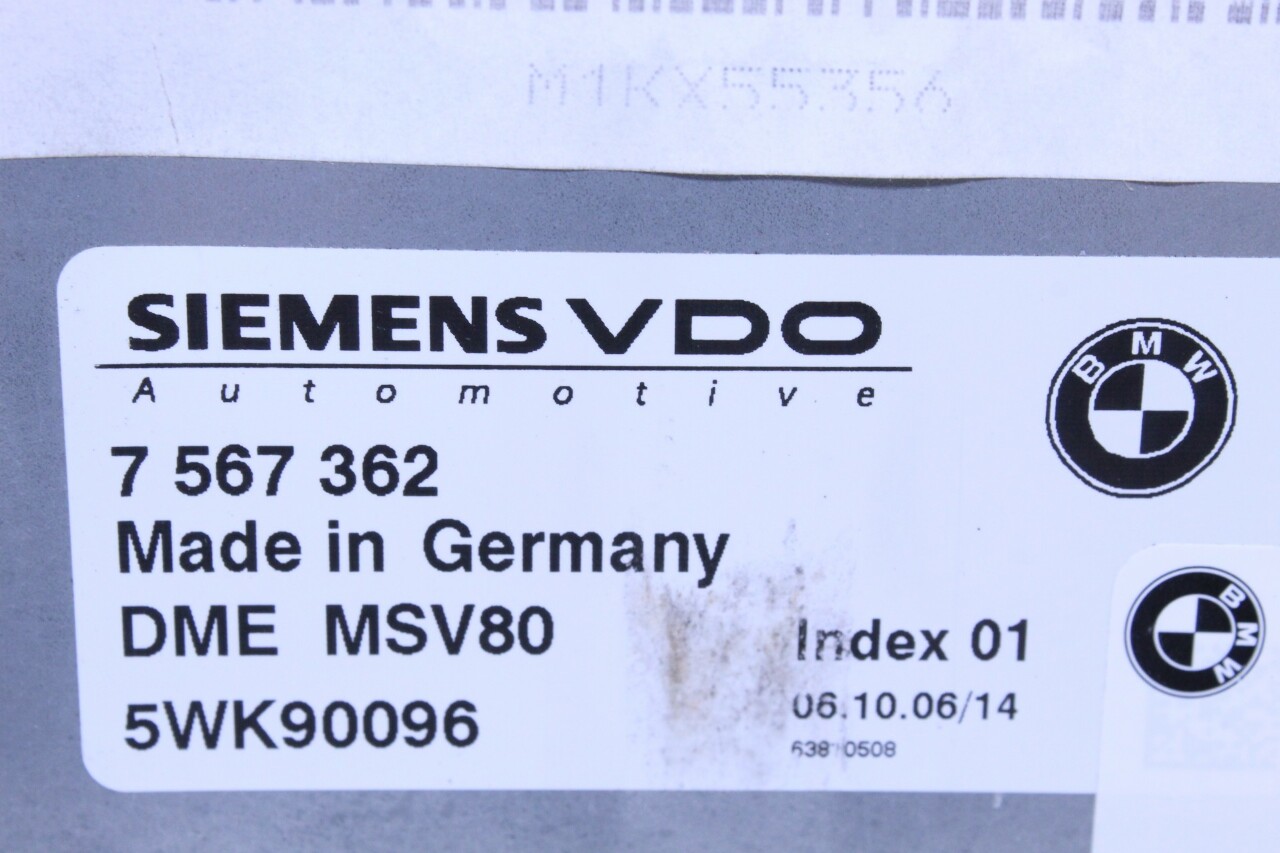 M1KX55356
SIEMENS VDO
Automotive
BMW
7 567 362
Made in Germany
DME MSV80
Index 01
BMW
5WK90096
06.10.06/14